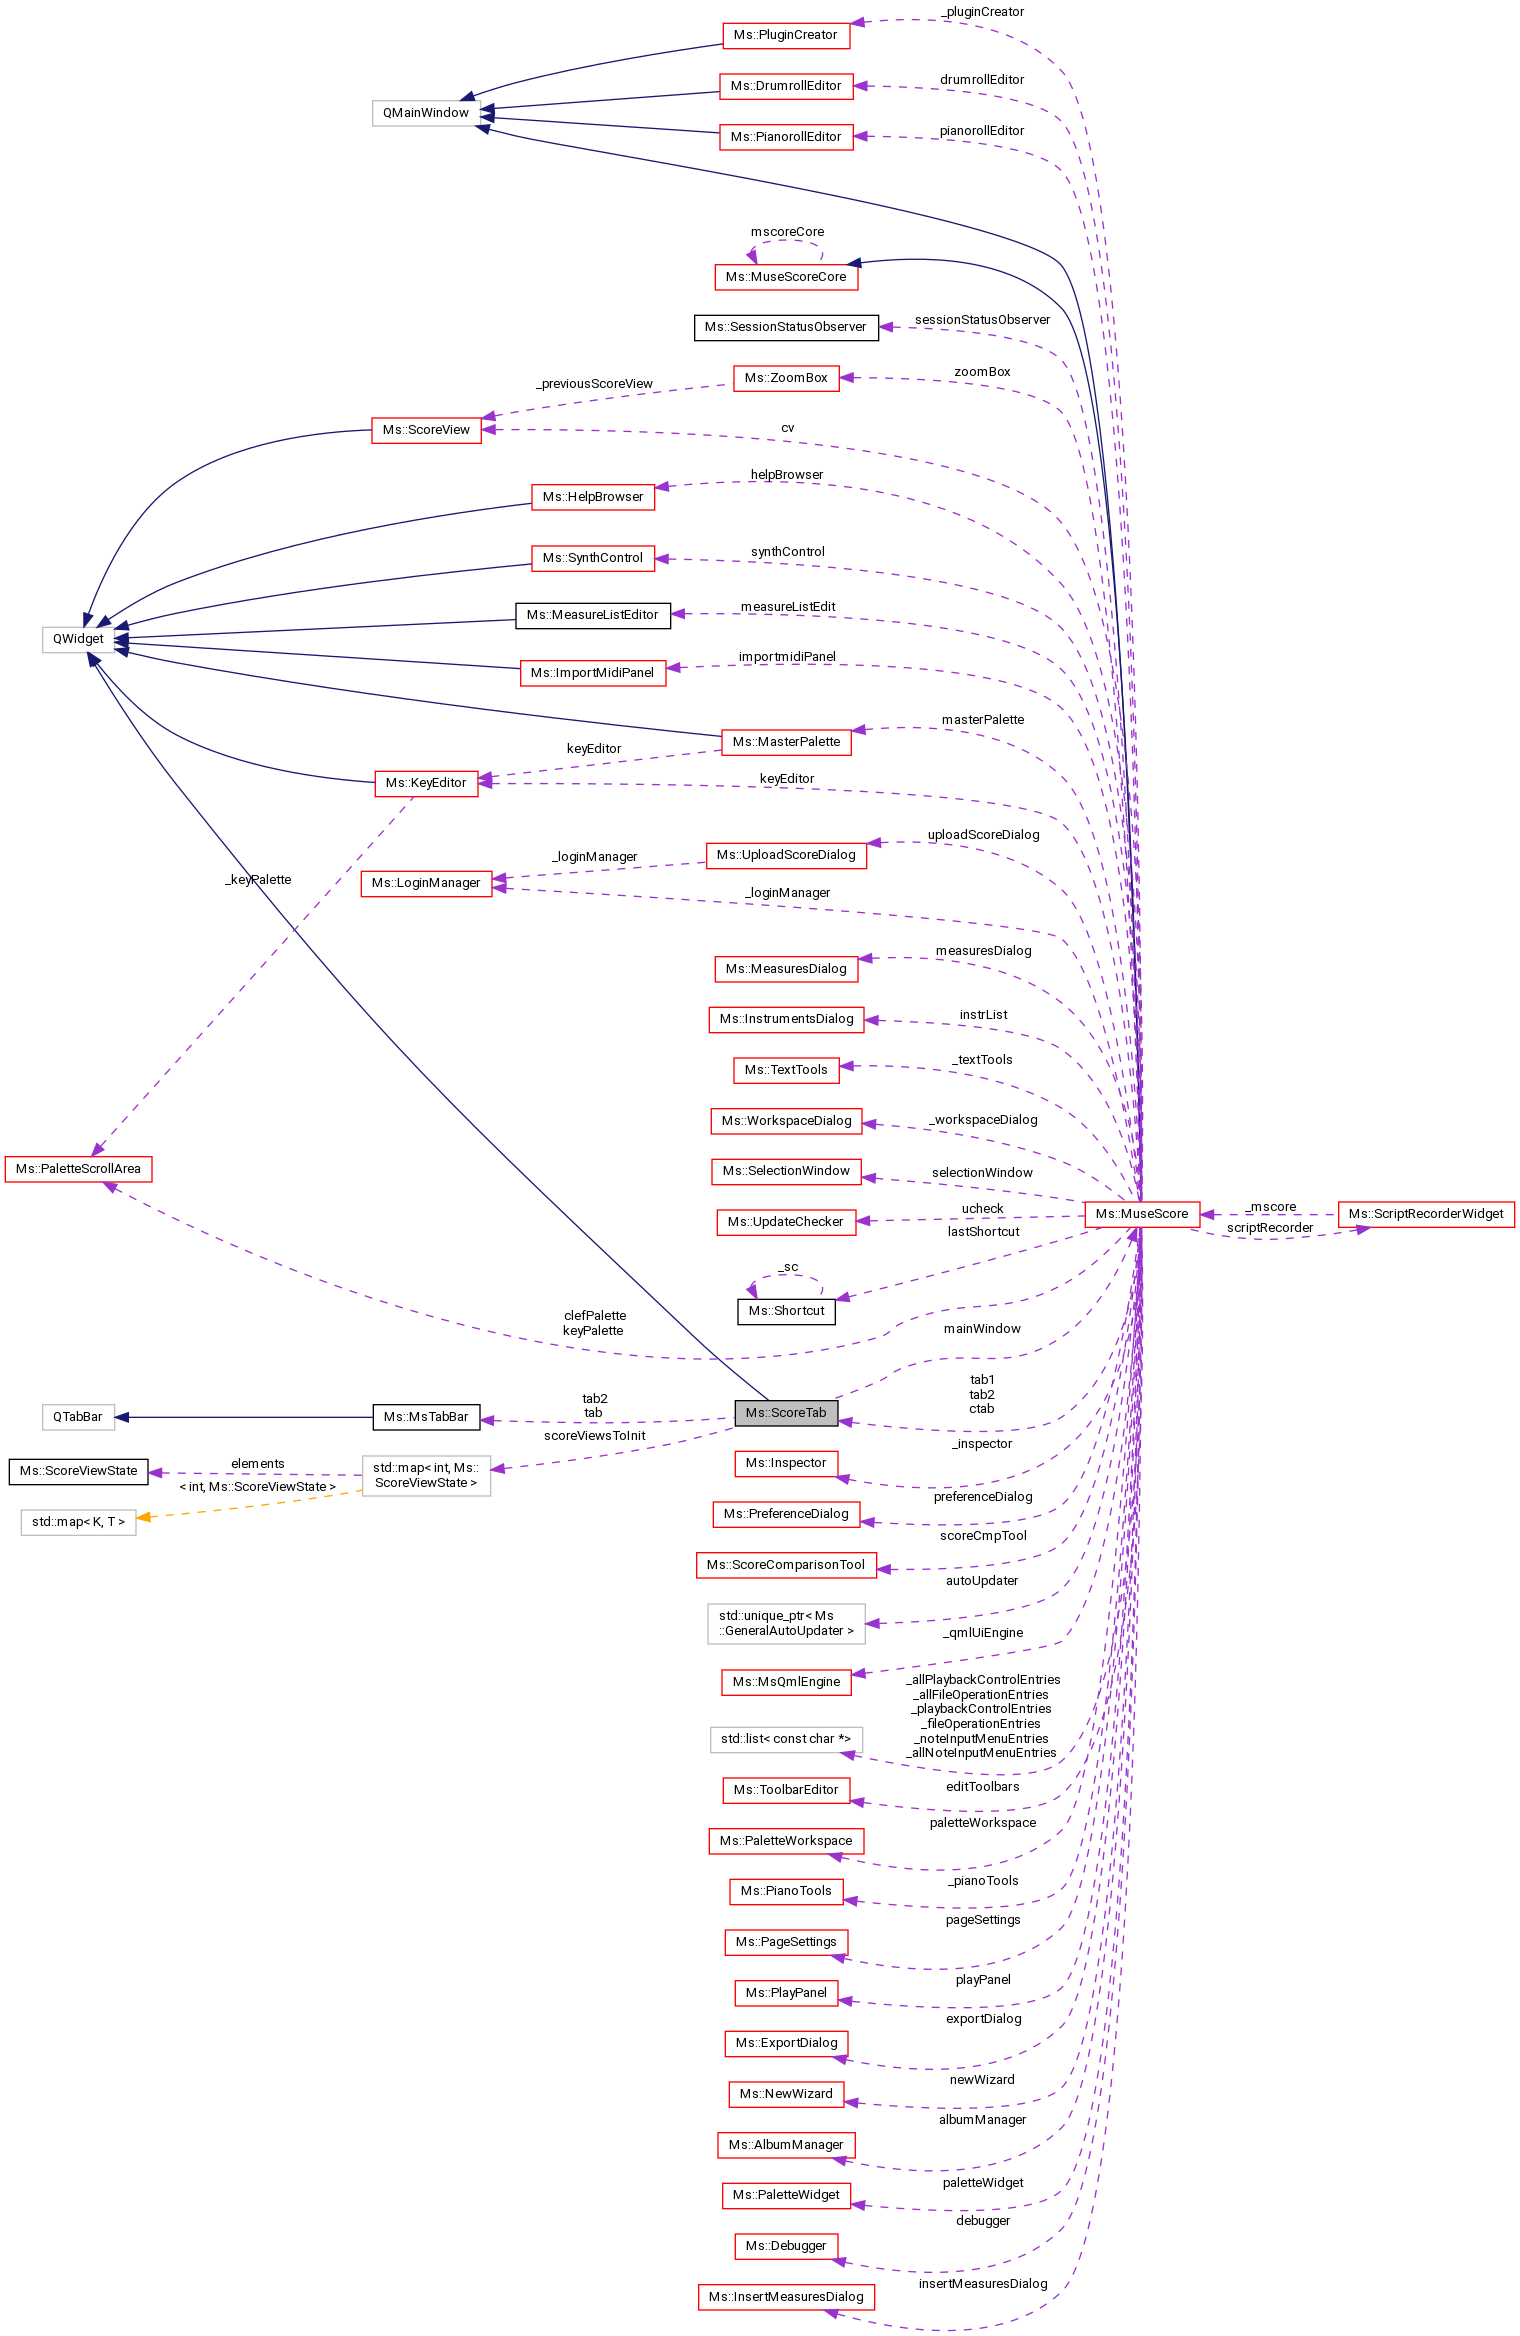 _pluginCreator
Ms::PluginCreator
drumrollEditor
Ms::DrumrollEditor
QMainWindow
pianorollEditor
Ms::PianorollEditor
mscoreCore
Ms::MuseScoreCore
sessionStatusObserver
Ms::SessionStatusObserver
zoomBox
Ms::ZoomBox
_previousScoreView
cv
Ms::ScoreView
helpBrowser
Ms::HelpBrowser
synthControl
Ms::SynthControl
measureListEdit
Ms::MeasureListEditor
QWidget
importmidiPanel
Ms::ImportMidiPanel
masterPalette
Ms::MasterPalette
keyEditor
keyEditor
Ms::KeyEditor
uploadScoreDialog
Ms::UploadScoreDialog
_loginManager
_keyPalette
Ms::LoginManager
_loginManager
measuresDialog
Ms::MeasuresDialog
instrList
Ms::InstrumentsDialog
_textTools
Ms::TextTools
_workspaceDialog
Ms::WorkspaceDialog
Ms::PaletteScrollArea
selectionWindow
Ms::SelectionWindow
ucheck
Ms::UpdateChecker
Ms::MuseScore
_mscore
Ms::ScriptRecorderWidget
scriptRecorder
lastShortcut
_sc
Ms::Shortcut
clefPalette
keyPalette
mainWindow
tab1
tab2
ctab
Ms::ScoreTab
tab2
tab
Ms::MsTabBar
QTabBar
scoreViewsToInit
_inspector
Ms::Inspector
elements
Ms::ScoreViewState
std::map< int, Ms::
ScoreViewState >
< int, Ms::ScoreViewState >
std::map< K, T >
preferenceDialog
Ms::PreferenceDialog
scoreCmpTool
Ms::ScoreComparisonTool
autoUpdater
std::unique_ptr< Ms
::GeneralAutoUpdater >
_qmlUiEngine
Ms::MsQmlEngine
_allPlaybackControlEntries
_allFileOperationEntries
_playbackControlEntries
_fileOperationEntries
_noteInputMenuEntries
_allNoteInputMenuEntries
std::list< const char *>
editToolbars
Ms::ToolbarEditor
paletteWorkspace
Ms::PaletteWorkspace
_pianoTools
Ms::PianoTools
pageSettings
Ms::PageSettings
playPanel
Ms::PlayPanel
exportDialog
Ms::ExportDialog
newWizard
Ms::NewWizard
albumManager
Ms::AlbumManager
paletteWidget
Ms::PaletteWidget
debugger
Ms::Debugger
insertMeasuresDialog
Ms::InsertMeasuresDialog